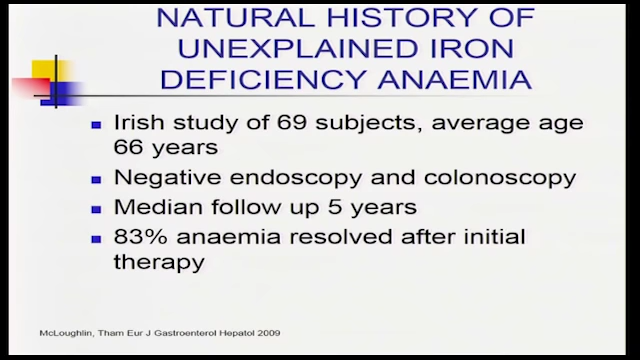 NATURAL HISTORY OF
UNEXPLAINED IRON
DEFICIENCY ANAEMIA
Irish study of 69 subjects, average age
66 years
Negative endoscopy and colonoscopy
Median follow up 5 years
83% anaemia resolved after initial
therapy
McLoughlin, Tham Eur J Gastroenterol Hepatol 2009